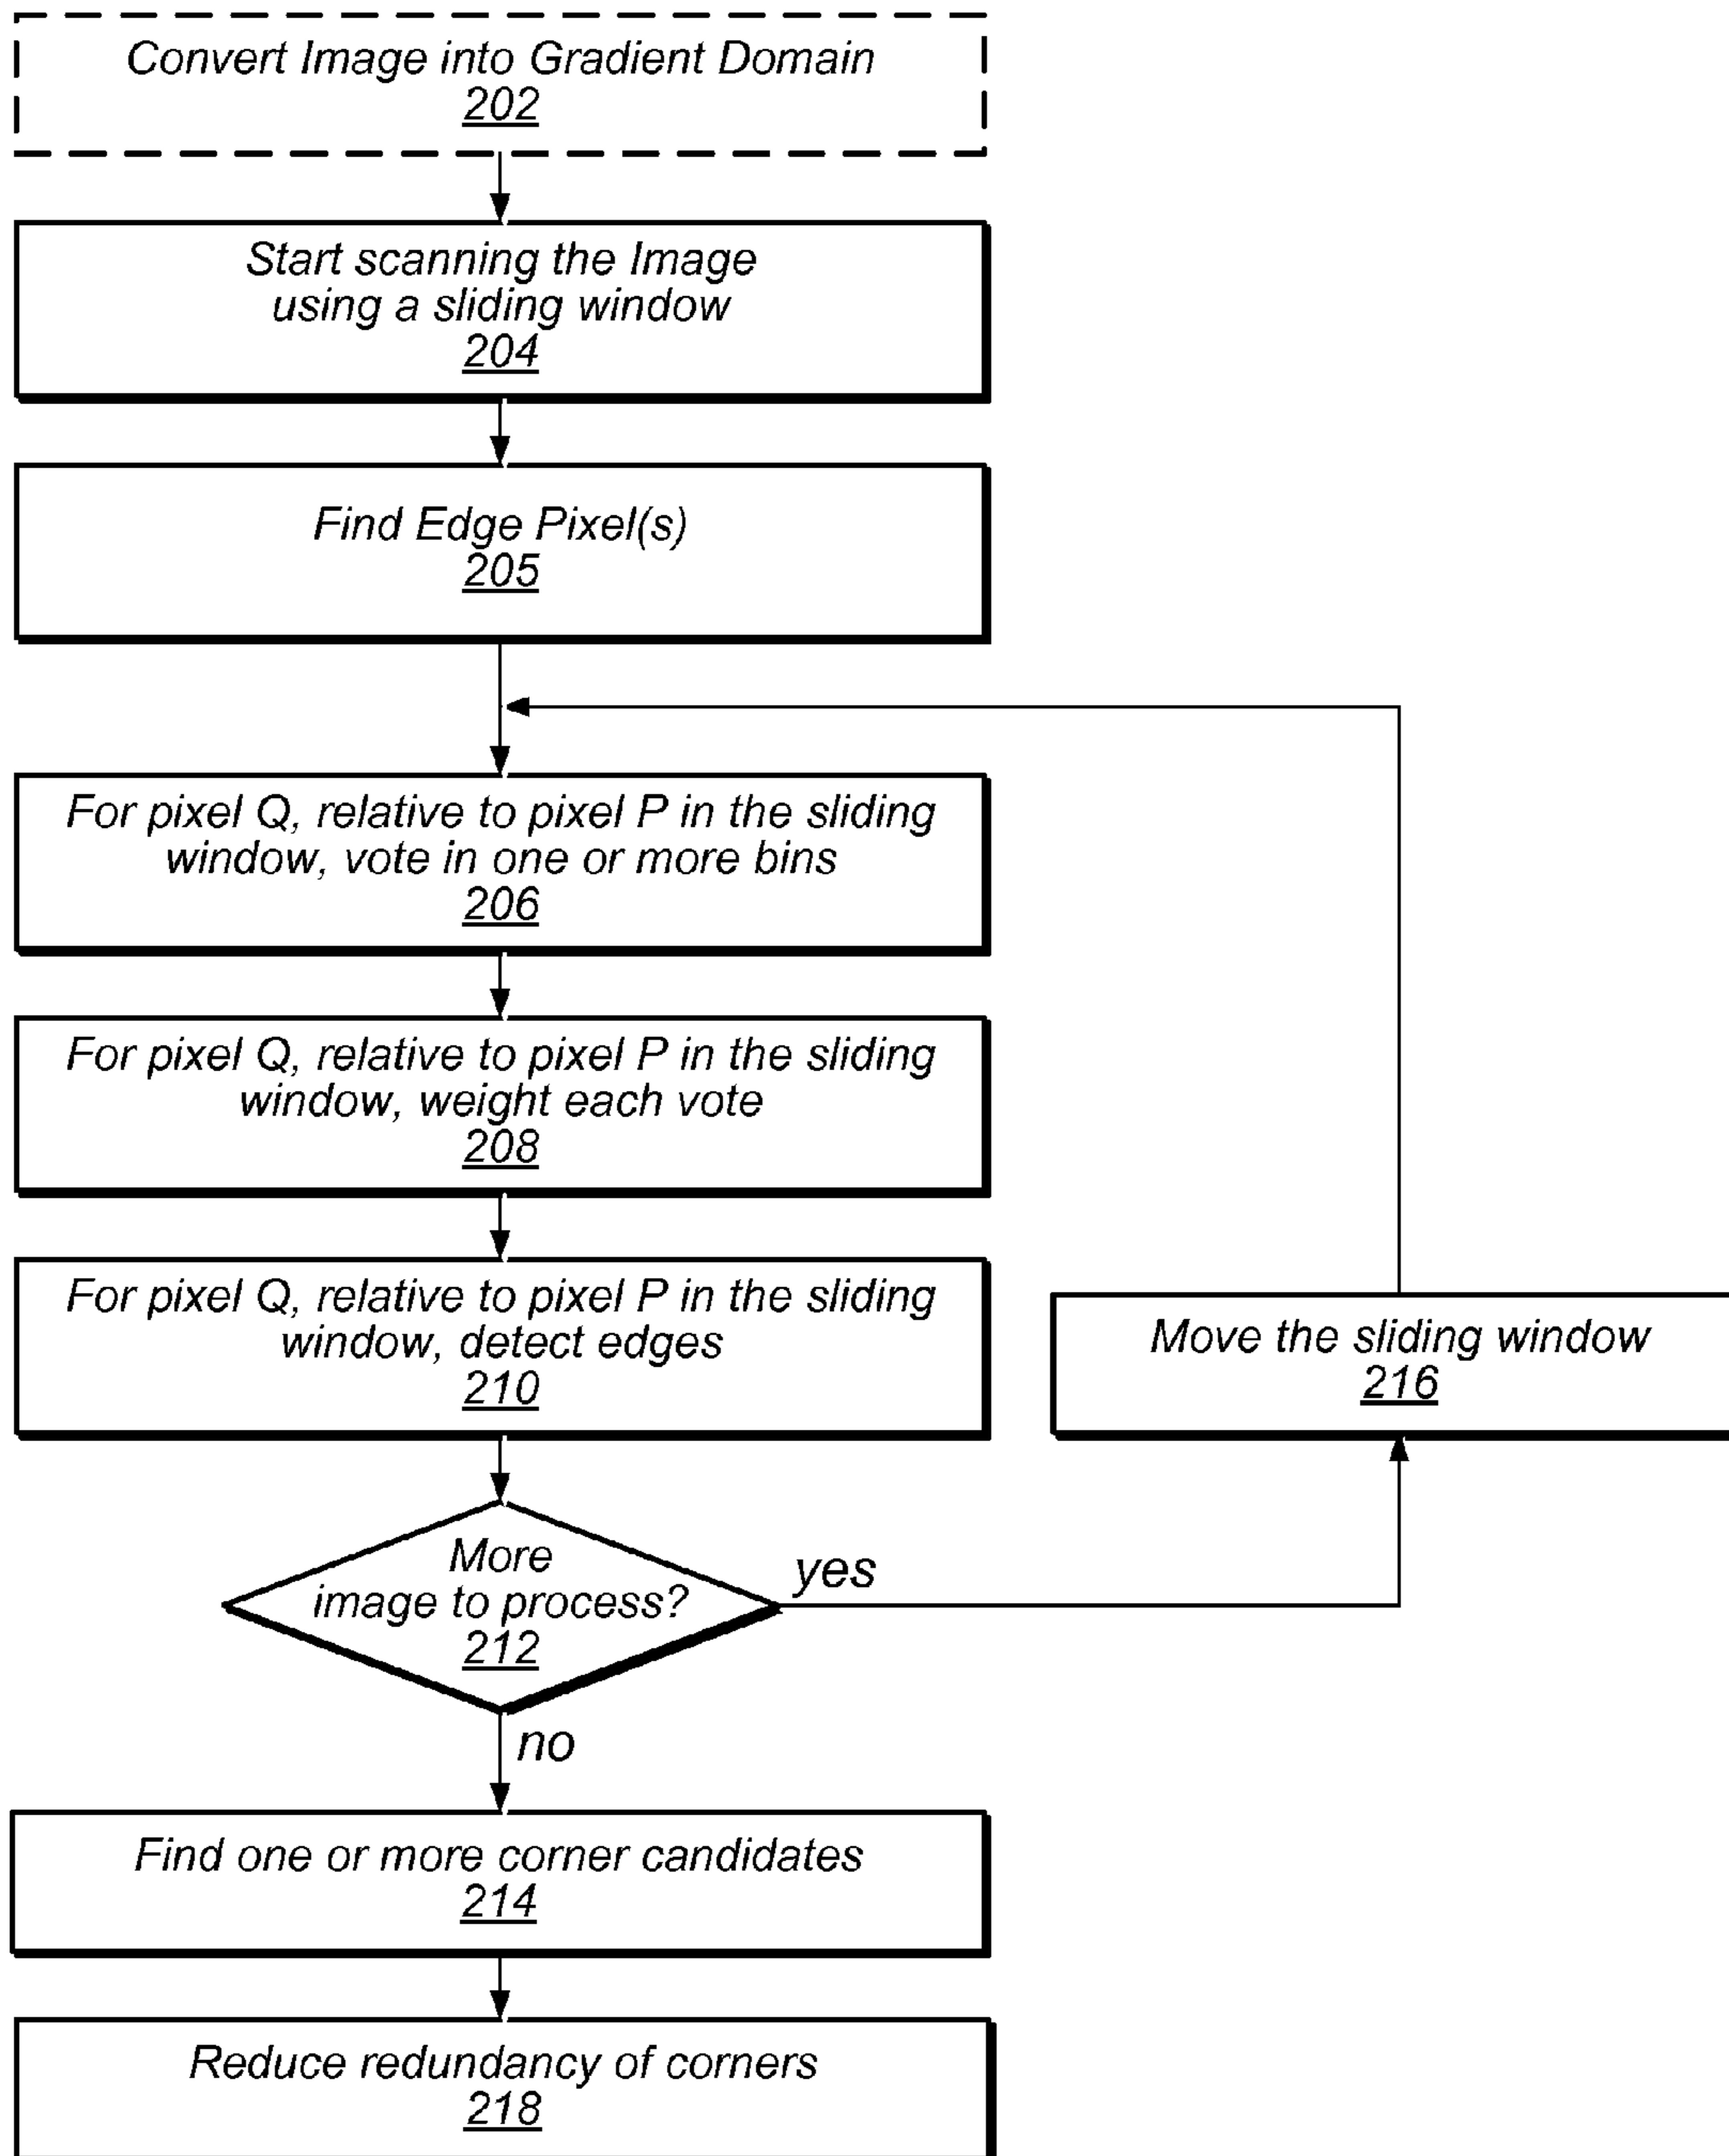 Convert Image into Gradient Domain
202
Start scanning the Image
using a sliding window
204
Find Edge Pixel(s)
205
For pixel Q, relative to pixel P in the sliding
window, vote in one or more bins
206
For pixel Q, relative to pixel P in the sliding
window, weight each vote
208
For pixel Q, relative to pixel P in the sliding
window, detect edges
210
Move the sliding window
216
More
image to process?
212
yes
no
Find one or more corner candidates
214
Reduce redundancy of corners
218